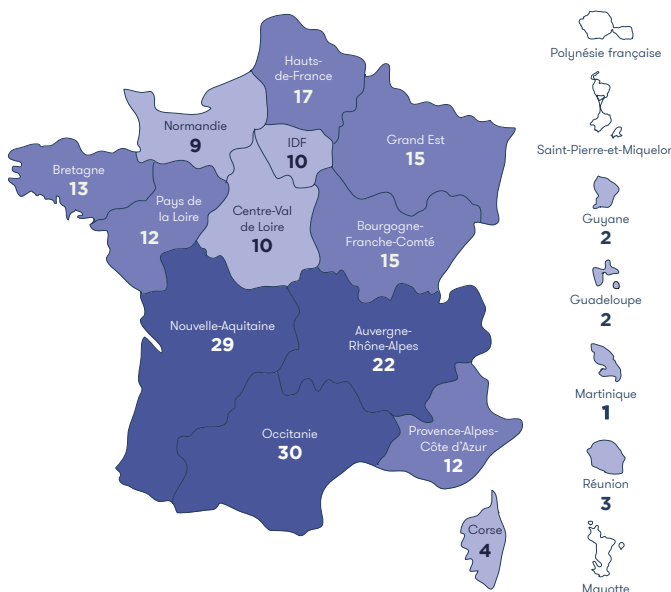 Polynésie française
Hauts-
de-France
17
Saint-Pierre-et-Miquelon
Normandie
9
IDF
10
Grand Est
15
Bretagne
13
Pays de
la Loire
12
Centre-Val
de Loire
10
Bourgogne-
Franche-Comté
15
Guyane
2
Guadeloupe
2
Nouvelle-Aquitaine
29
Auvergne-
Rhône-Alpes
22
Martinique
1
Occitanie
30
Provence-Alpes-
Côte d'Azur
12
Réunion
3
Corse
4
Mayotte